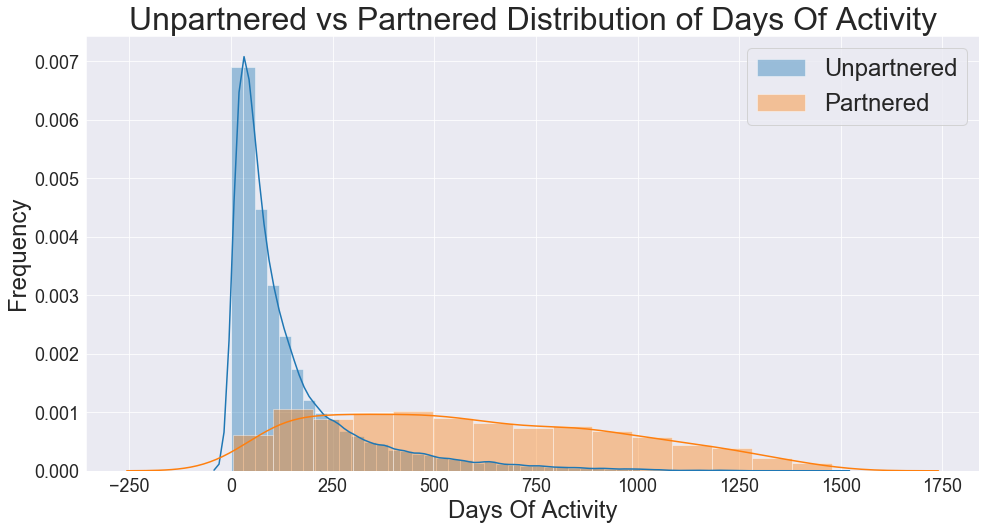 Unpartnered vs Partnered Distribution of Days Of Activity
Unpartnered
Partnered
Frequency
0.007
0.006
0.005
0.004
0.003
0.002
0.001
0.000
−250 0 250 500 750 1000 1250 1500 1750
Days Of Activity